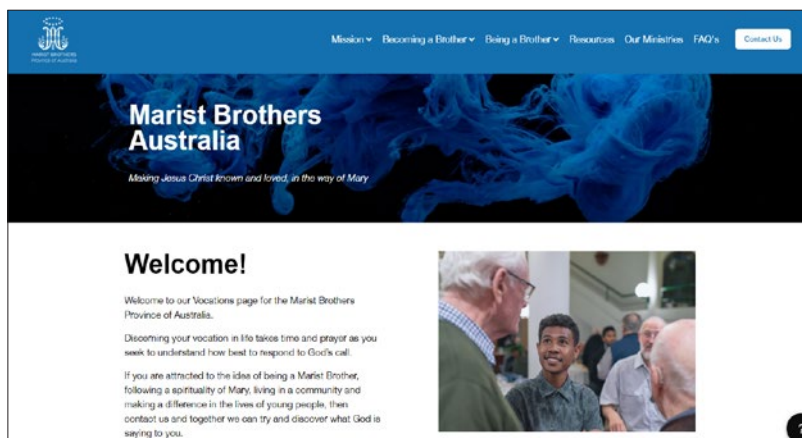 MARIST BROTHERS
Province of Australia
Mission
Becoming a Brother
Being a Brother
Resources
Our Ministries
FAQ's
Contact Us
Marist Brothers
Australia
Making Jesus Christ known and loved, in the way of Mary
Welcome!
Welcome to our Vocations page for the Marist Brothers
Province of Australia.
Discerning your vocation in life takes time and prayer as you
seek to understand how best to respond to God's call.
If you are attracted to the idea of being a Marist Brother,
following a spirituality of Mary, living in a community and
making a difference in the lives of young people, then
contact us and together we can try and discover what God is
saying to you.